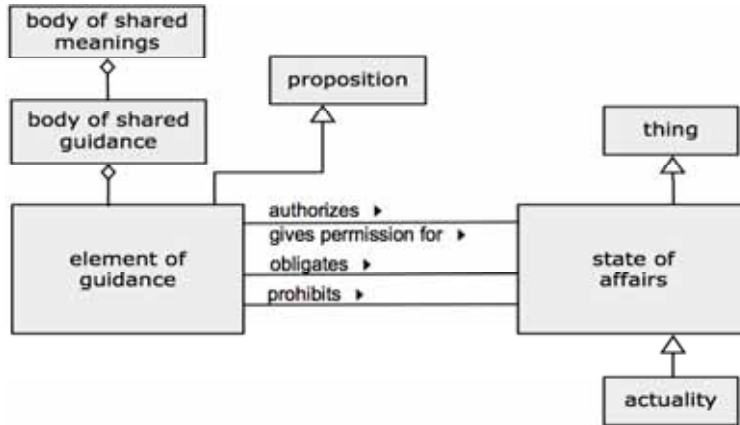 body of shared
meanings
proposition
body of shared
guidance
thing
element of
guidance
authorizes ▶
gives permission for ▶
obligates ▶
prohibits ▶
state of
affairs
actuality